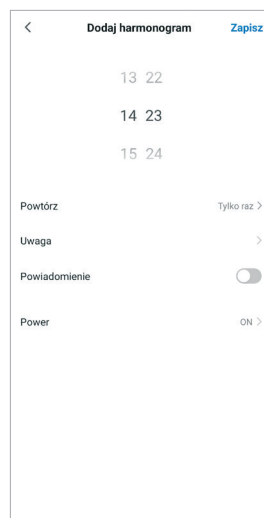 Dodaj harmonogram Zapisz
13 22
14 23
15 24
Powtórz Tylko raz
Uwaga
Powiadomienie
Power ON